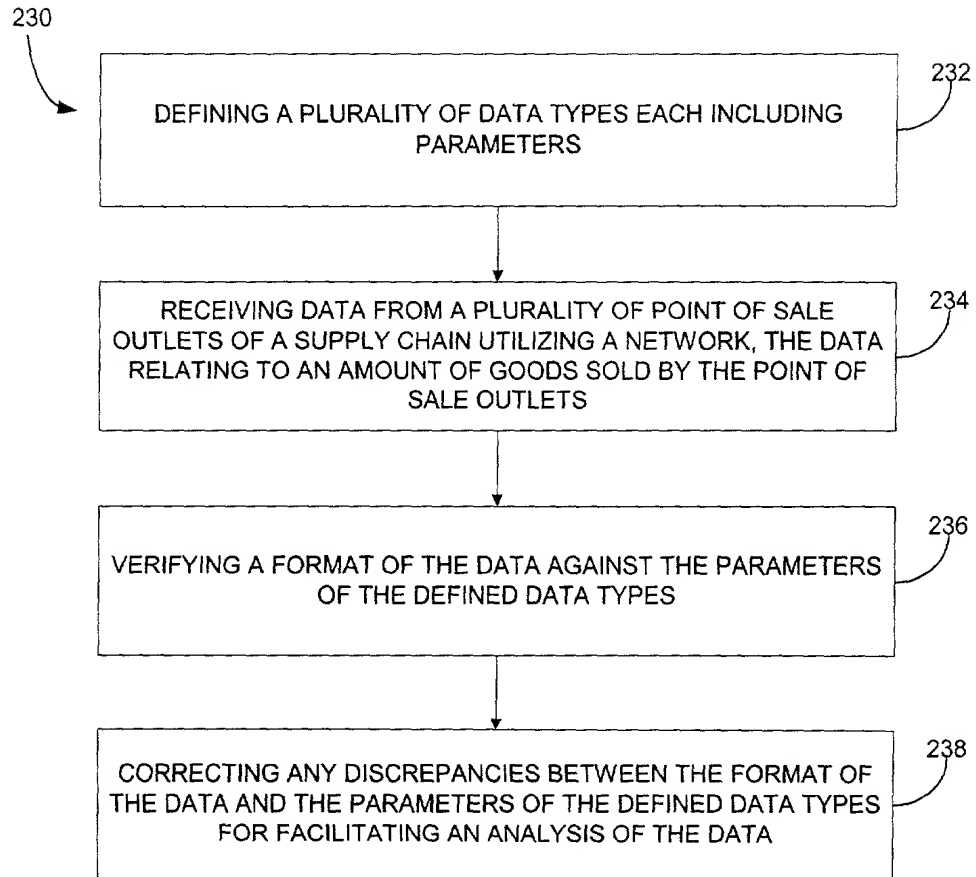 230
232
DEFINING A PLURALITY OF DATA TYPES EACH INCLUDING
PARAMETERS
234
RECEIVING DATA FROM A PLURALITY OF POINT OF SALE
OUTLETS OF A SUPPLY CHAIN UTILIZING A NETWORK, THE DATA
RELATING TO AN AMOUNT OF GOODS SOLD BY THE POINT OF
SALE OUTLETS
236
VERIFYING A FORMAT OF THE DATA AGAINST THE PARAMETERS
OF THE DEFINED DATA TYPES
238
CORRECTING ANY DISCREPANCIES BETWEEN THE FORMAT OF
THE DATA AND THE PARAMETERS OF THE DEFINED DATA TYPES
FOR FACILITATING AN ANALYSIS OF THE DATA